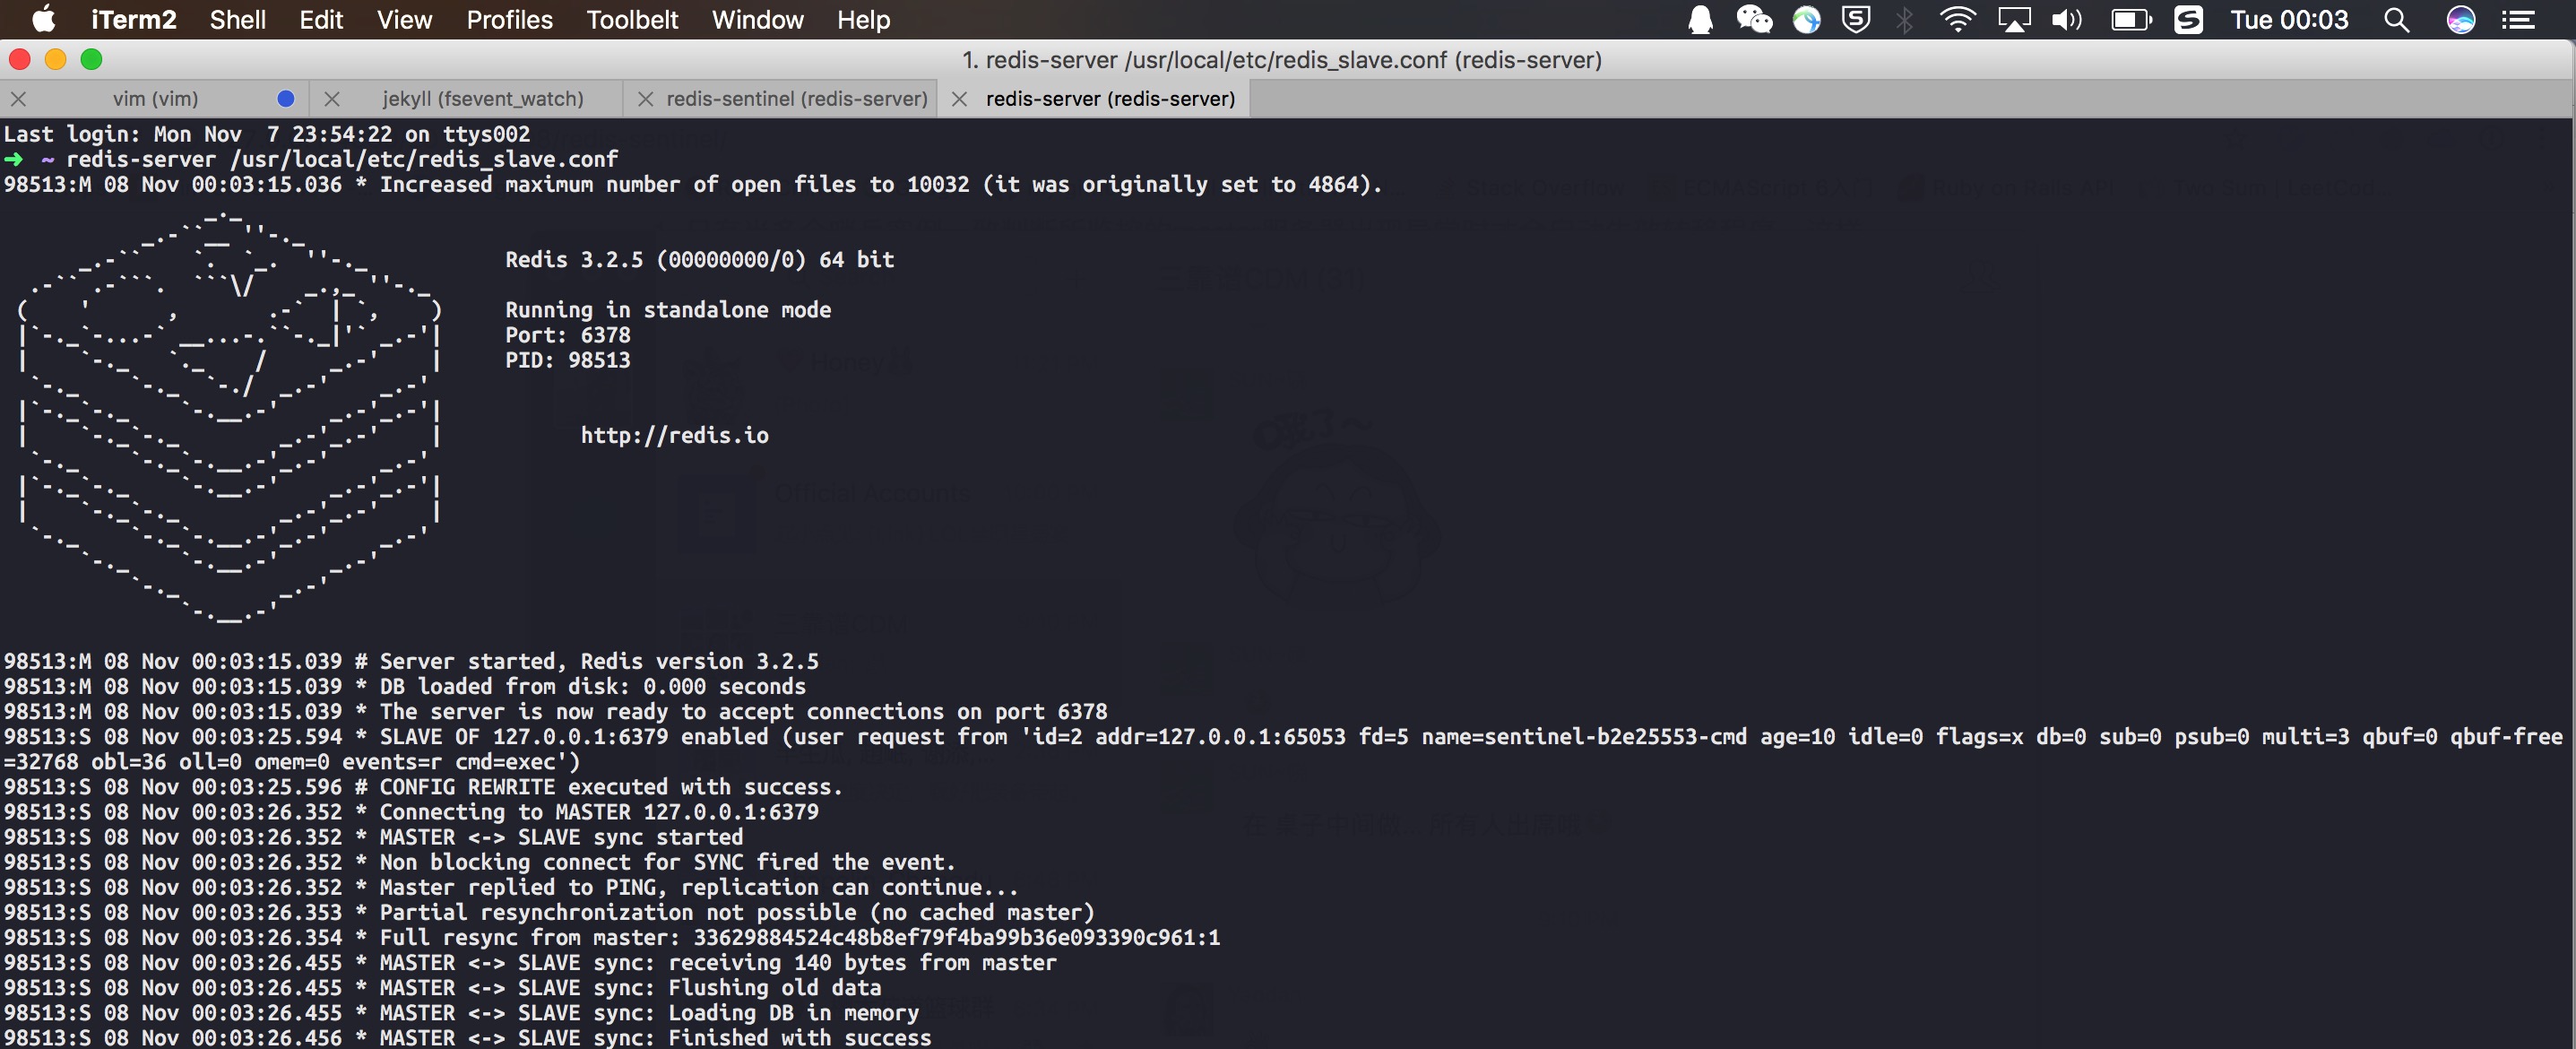 iTerm2 Shell Edit View Profiles Toolbelt Window Help Tue 00:03
1. redis-server /usr/local/etc/redis_slave.conf (redis-server)
vim (vim) jekyll (fsevent_watch) redis-sentinel (redis-server) redis-server (redis-server)
Last login: Mon Nov  7 23:54:22 on ttys002
➜  ~ redis-server /usr/local/etc/redis_slave.conf
98513:M 08 Nov 00:03:15.036 * Increased maximum number of open files to 10032 (it was originally set to 4864).
Redis 3.2.5 (00000000/0) 64 bit
Running in standalone mode
Port: 6378
PID: 98513
http://redis.io
98513:M 08 Nov 00:03:15.039 # Server started, Redis version 3.2.5
98513:M 08 Nov 00:03:15.039 * DB loaded from disk: 0.000 seconds
98513:M 08 Nov 00:03:15.039 * The server is now ready to accept connections on port 6378
98513:S 08 Nov 00:03:25.594 * SLAVE OF 127.0.0.1:6379 enabled (user request from 'id=2 addr=127.0.0.1:65053 fd=5 name=sentinel-b2e25553-cmd age=10 idle=0 flags=x db=0 sub=0 psub=0 multi=3 qbuf=0 qbuf-free
=32768 obl=36 oll=0 omem=0 events=r cmd=exec')
98513:S 08 Nov 00:03:25.596 # CONFIG REWRITE executed with success.
98513:S 08 Nov 00:03:26.352 * Connecting to MASTER 127.0.0.1:6379
98513:S 08 Nov 00:03:26.352 * MASTER <-> SLAVE sync started
98513:S 08 Nov 00:03:26.352 * Non blocking connect for SYNC fired the event.
98513:S 08 Nov 00:03:26.352 * Master replied to PING, replication can continue...
98513:S 08 Nov 00:03:26.353 * Partial resynchronization not possible (no cached master)
98513:S 08 Nov 00:03:26.354 * Full resync from master: 33629884524c48b8ef79f4ba99b36e093390c961:1
98513:S 08 Nov 00:03:26.455 * MASTER <-> SLAVE sync: receiving 140 bytes from master
98513:S 08 Nov 00:03:26.455 * MASTER <-> SLAVE sync: Flushing old data
98513:S 08 Nov 00:03:26.455 * MASTER <-> SLAVE sync: Loading DB in memory
98513:S 08 Nov 00:03:26.456 * MASTER <-> SLAVE sync: Finished with success